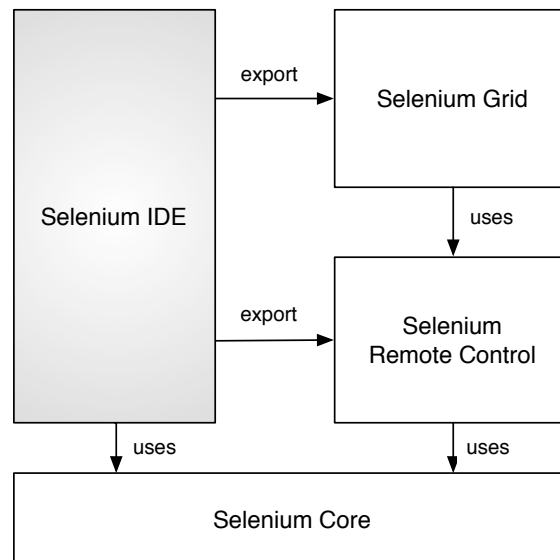 export
Selenium Grid
Selenium IDE
uses
export
Selenium
Remote Control
uses
uses
Selenium Core